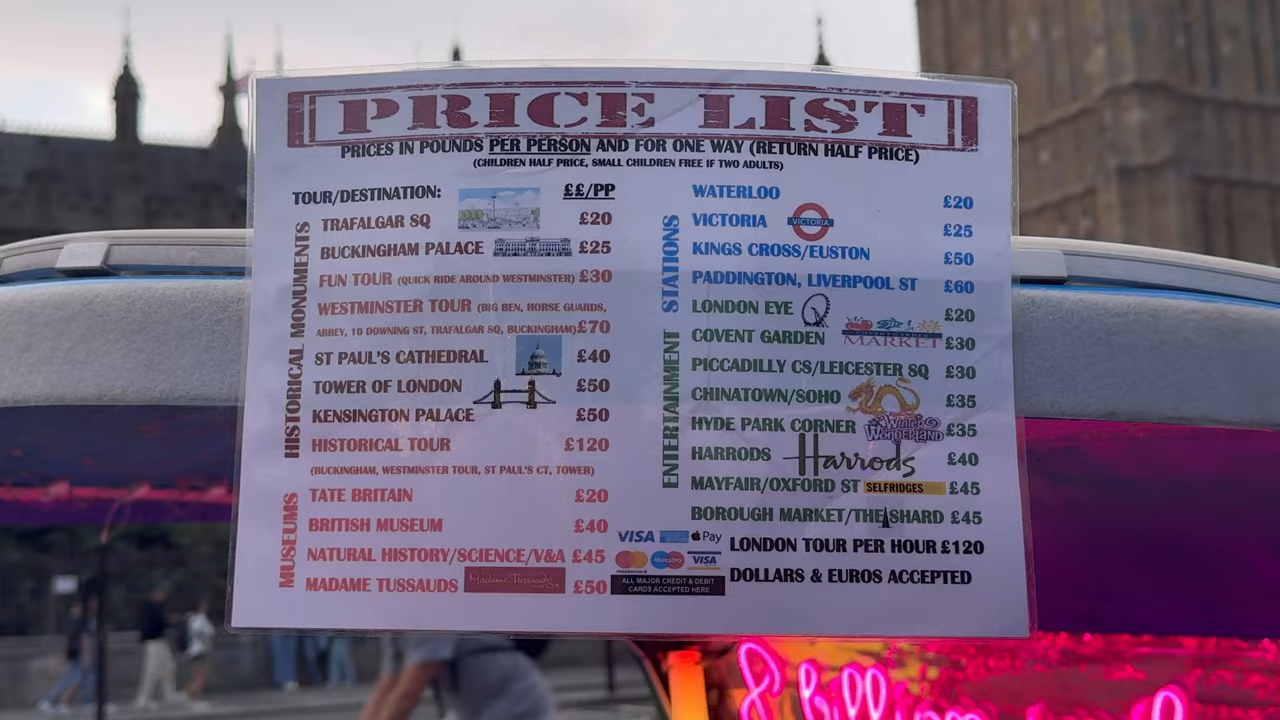 PRICE LIST
PRICES IN POUNDS PER PERSON AND FOR ONE WAY (RETURN HALF PRICE)
(CHILDREN HALF PRICE, SMALL CHILDREN FREE IF TWO ADULTS)
TOUR/DESTINATION: ££/PP
HISTORICAL MONUMENTS
TRAFALGAR SQ £20
BUCKINGHAM PALACE £25
FUN TOUR (QUICK RIDE AROUND WESTMINSTER) £30
WESTMINSTER TOUR (BIG BEN, HORSE GUARDS,
ABBEY, 10 DOWNING ST, TRAFALGAR SQ, BUCKINGHAM) £70
ST PAUL'S CATHEDRAL £40
TOWER OF LONDON £50
KENSINGTON PALACE £50
HISTORICAL TOUR £120
(BUCKINGHAM, WESTMINSTER TOUR, ST PAUL'S CT, TOWER)
MUSEUMS
TATE BRITAIN £20
BRITISH MUSEUM £40
NATURAL HISTORY/SCIENCE/V&A £45
MADAME TUSSAUDS Madame Tussauds £50
STATIONS
WATERLOO £20
VICTORIA VICTORIA £25
KINGS CROSS/EUSTON £50
PADDINGTON, LIVERPOOL ST £60
ENTERTAINMENT
LONDON EYE £20
COVENT GARDEN MARKET £30
PICCADILLY CS/LEICESTER SQ £30
CHINATOWN/SOHO £35
HYDE PARK CORNER Winter Wonderland £35
HARRODS Harrods £40
MAYFAIR/OXFORD ST SELFRIDGES £45
BOROUGH MARKET/THE SHARD £45
VISA Pay
mastercard Maestro VISA
ALL MAJOR CREDIT & DEBIT
CARDS ACCEPTED HERE
LONDON TOUR PER HOUR £120
DOLLARS & EUROS ACCEPTED